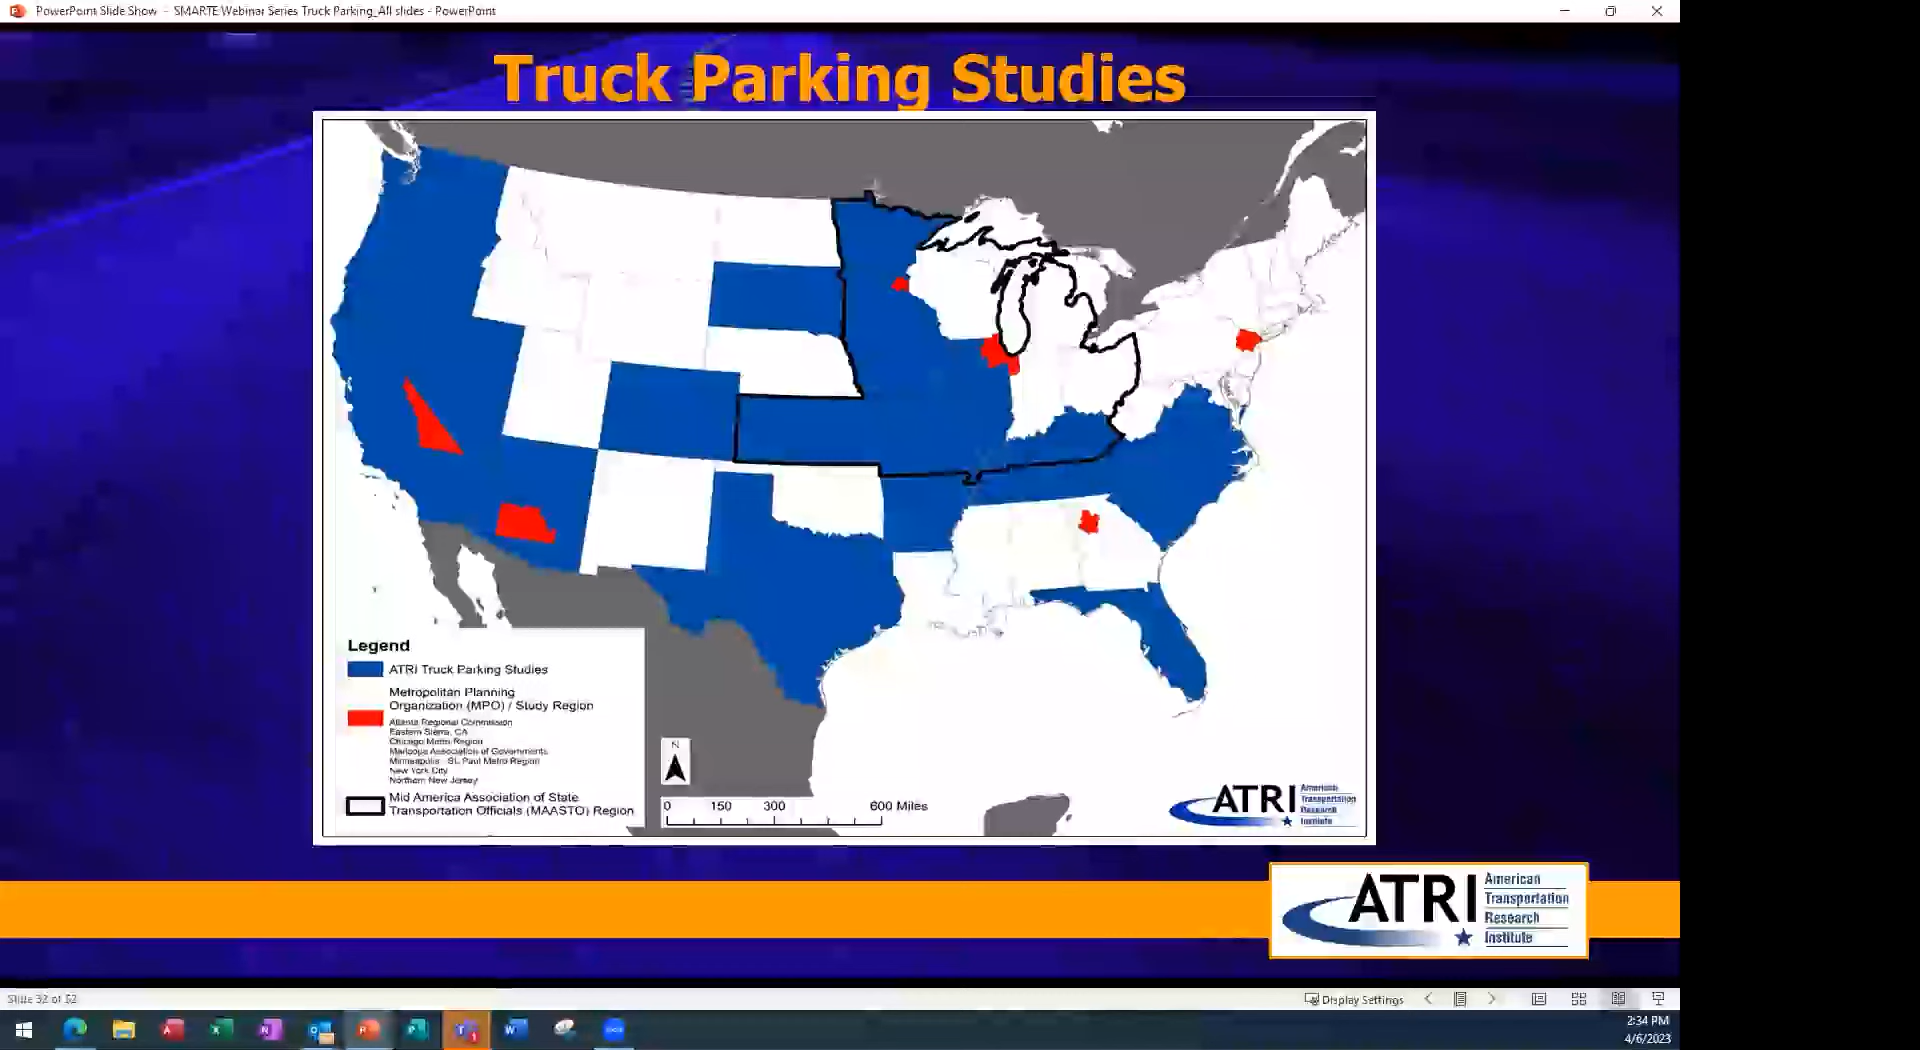 PowerPoint Slide Show - SMARTE Webinar Series Truck Parking_All slides - PowerPoint
Truck Parking Studies
Legend
ATRI Truck Parking Studies
Metropolitan Planning
Organization (MPO) / Study Region
Atlanta Regional Commission
Eastern Sierra, CA
Chicago Metro Region
Maricopa Association of Governments
Minneapolis - St. Paul Metro Region
New York City
Northern New Jersey
Mid America Association of State
Transportation Officials (MAASTO) Region
N
0 150 300 600 Miles
ATRI
American
Transportation
Research
Institute
ATRI
American
Transportation
Research
Institute
Slide 32 of 52
Display Settings
2:34 PM
4/6/2023